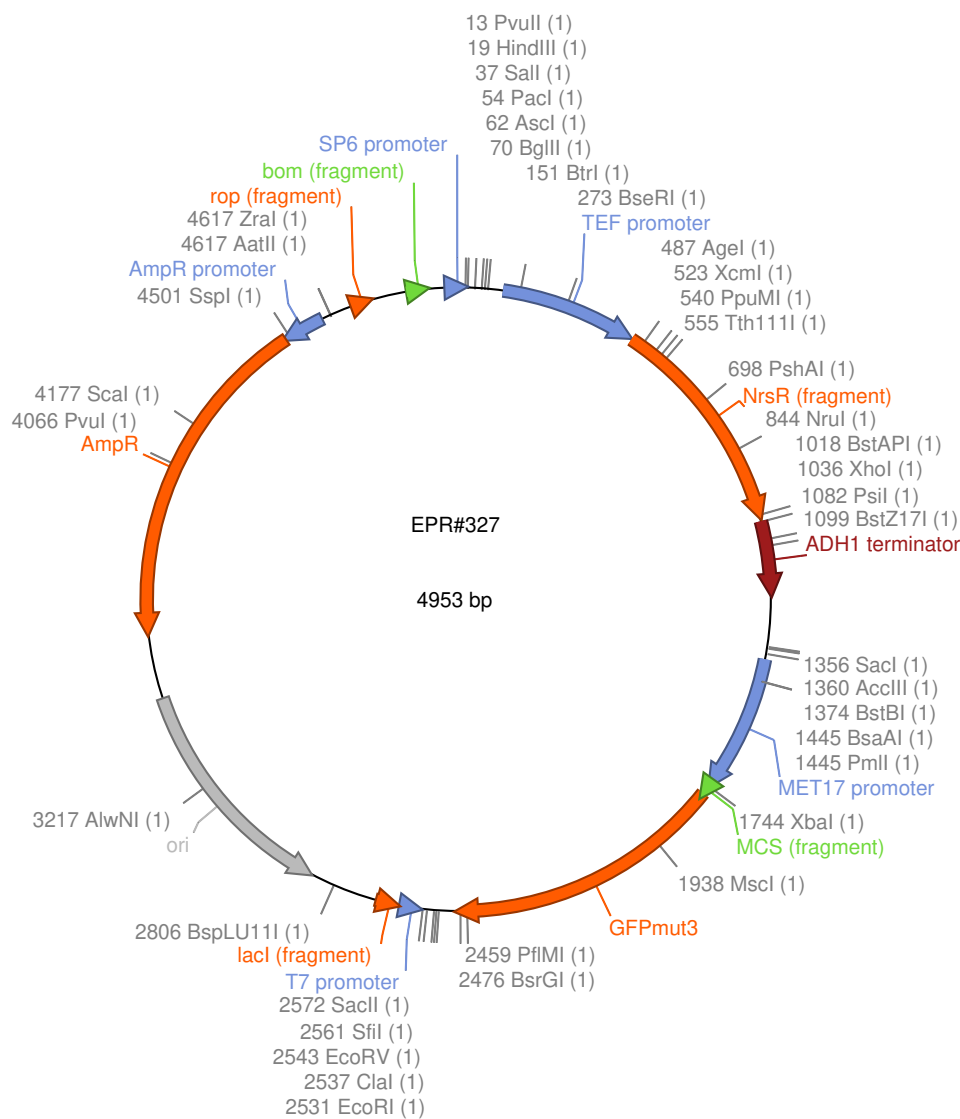 13 PvuII (1)
19 HindIII (1)
37 SalI (1)
54 PacI (1)
62 AscI (1)
70 BglII (1)
151 BtrI (1)
273 BseRI (1)
TEF promoter
487 AgeI (1)
523 XcmI (1)
540 PpuMI (1)
555 Tth111I (1)
698 PshAI (1)
NrsR (fragment)
844 NruI (1)
1018 BstAPI (1)
1036 XhoI (1)
1082 PsiI (1)
1099 BstZ17I (1)
ADH1 terminator
1356 SacI (1)
1360 AccIII (1)
1374 BstBI (1)
1445 BsaAI (1)
1445 PmlI (1)
MET17 promoter
1744 XbaI (1)
MCS (fragment)
1938 MscI (1)
GFPmut3
2459 PflMI (1)
2476 BsrGI (1)
SP6 promoter
bom (fragment)
rop (fragment)
4617 ZraI (1)
4617 AatII (1)
AmpR promoter
4501 SspI (1)
4177 ScaI (1)
4066 PvuI (1)
AmpR
EPR#327
4953 bp
3217 AlwNI (1)
ori
2806 BspLU11I (1)
lacI (fragment)
T7 promoter
2572 SacII (1)
2561 SfiI (1)
2543 EcoRV (1)
2537 ClaI (1)
2531 EcoRI (1)